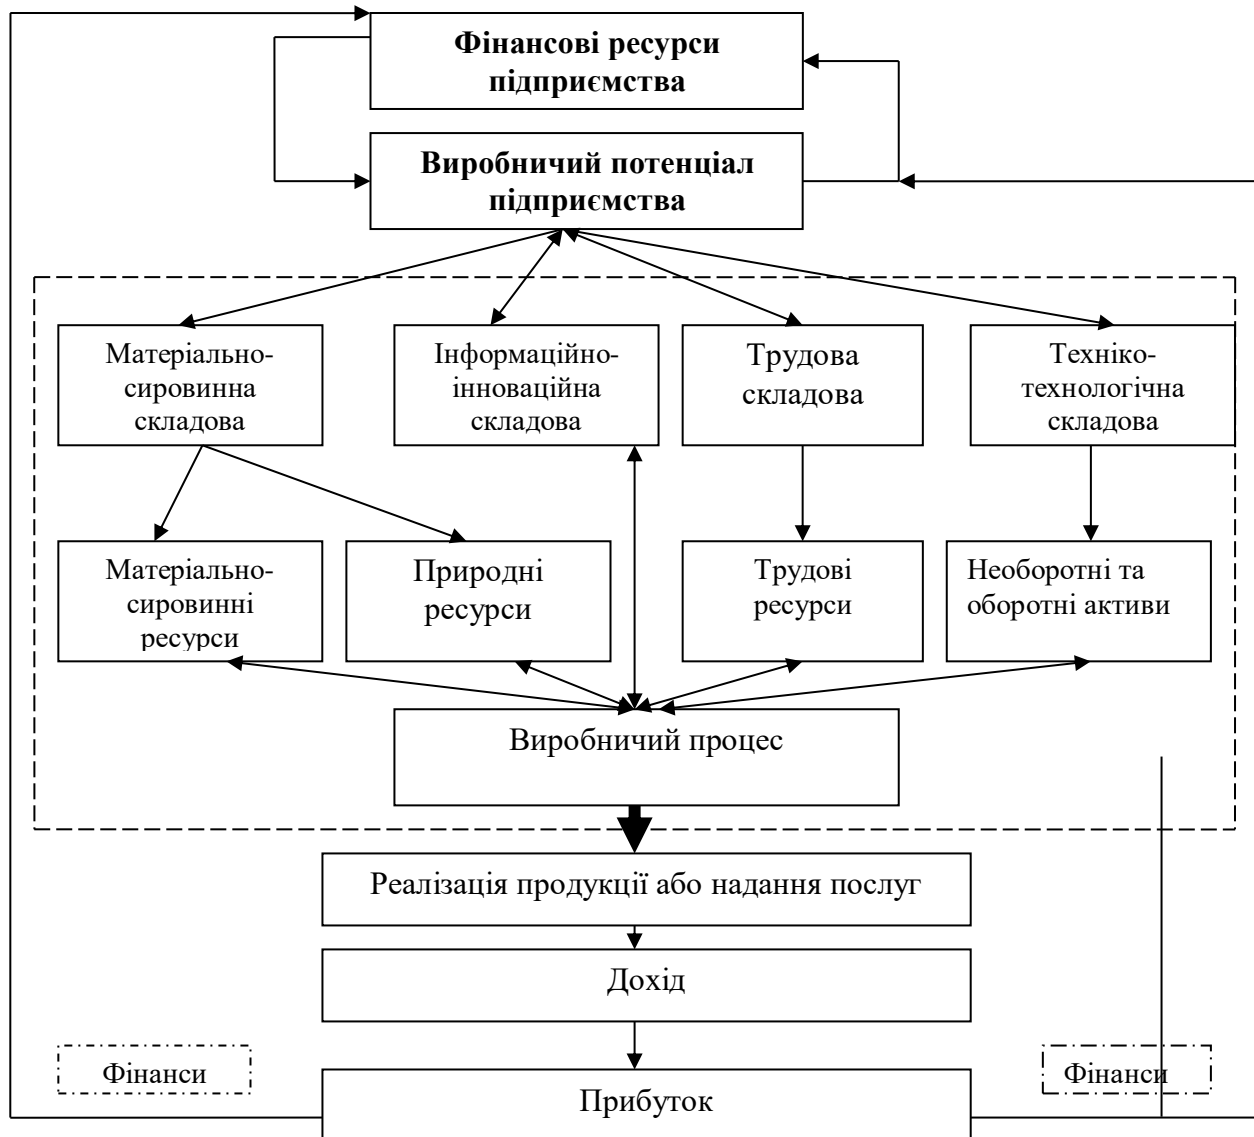 Фінансові ресурси
підприємства
Виробничий потенціал
підприємства
Матеріально-
сировинна
складова
Інформаційно-
інноваційна
складова
Трудова
складова
Техніко-
технологічна
складова
Матеріально-
сировинні
ресурси
Природні
ресурси
Трудові
ресурси
Необоротні та
оборотні активи
Виробничий процес
Реалізація продукції або надання послуг
Дохід
Фінанси
Фінанси
Прибуток